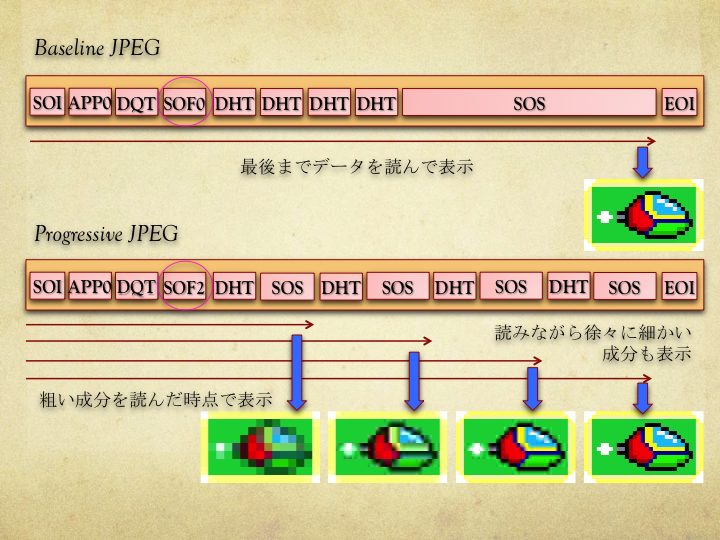 Baseline JPEG
SOI APP0 DQT SOF0 DHT DHT DHT DHT SOS EOI
最後までデータを読んで表示
Progressive JPEG
SOI APP0 DQT SOF2 DHT SOS DHT SOS DHT SOS DHT SOS EOI
読みながら徐々に細かい
成分も表示
粗い成分を読んだ時点で表示